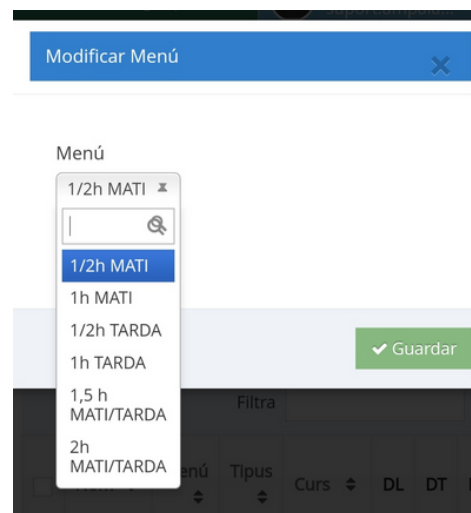 Modificar Menú
Menú
1/2h MATI
1/2h MATI
1h MATI
1/2h TARDA
1h TARDA
1,5 h
MATI/TARDA
2h
MATI/TARDA
Guardar
Filtra
Tipus
Curs
DL DT